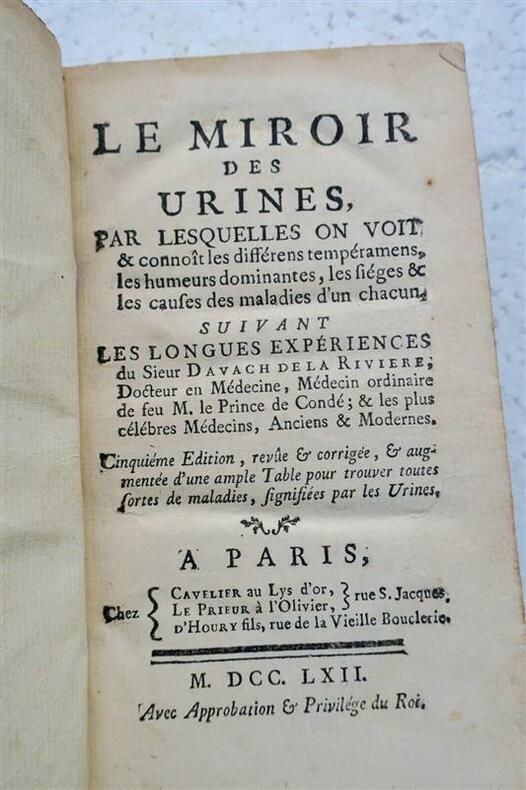 LE MIROIR
DES
URINES,
PAR LESQUELLES ON VOIT
& connoît les différens tempéramens,
les humeurs dominantes, les siéges &
les causes des maladies d'un chacun,
SUIVANT
LES LONGUES EXPÉRIENCES
du Sieur DAVACH DE LA RIVIERE,
Docteur en Médecine, Médecin ordinaire
de feu M. le Prince de Condé; & les plus
célébres Médecins, Anciens & Modernes.
Cinquiéme Edition, revûe & corrigée, & aug-
mentée d'une ample Table pour trouver toutes
sortes de maladies, signifiées par les Urines.
A PARIS,
Chez { CAVELIER au Lys d'or, } rue S. Jacques,
LE PRIEUR à l'Olivier,
D'HOURY fils, rue de la Vieille Bouclerie.
M. DCC. LXII.
Avec Approbation & Privilége du Roi.